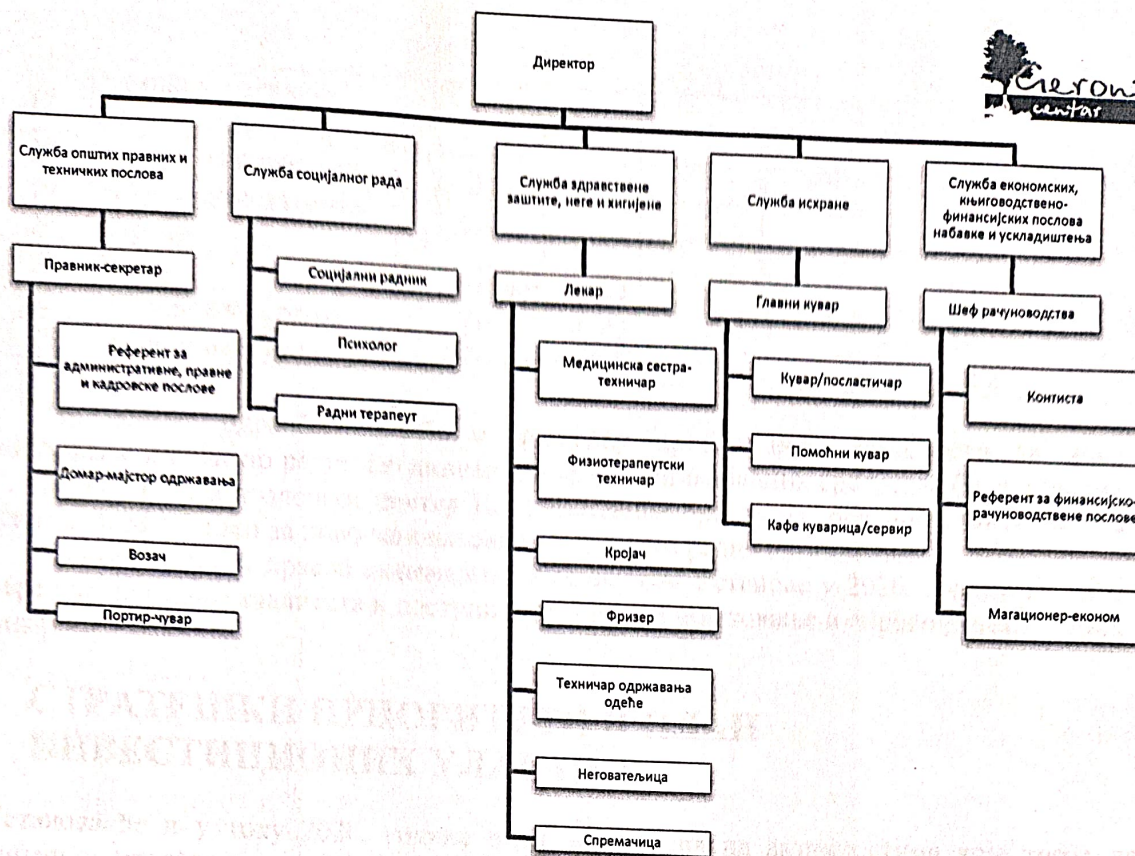 Директор
Geron
centar
Служба општих правних и
техничких послова
Правник-секретар
Референт за
административне, правне
и кадровске послове
Домар-мајстор одржавања
Возач
Портир-чувар
Служба социјалног рада
Социјални радник
Психолог
Радни терапеут
Служба здравствене
заштите, неге и хигијене
Лекар
Медицинска сестра-
техничар
Физиотерапеутски
техничар
Кројач
Фризер
Техничар одржавања
одеће
Неговатељица
Спремачица
Служба исхране
Главни кувар
Кувар/посластичар
Помоћни кувар
Кафе куварица/сервир
Служба економских,
књиговодствено-
финансијских послова
набавке и ускладиштења
Шеф рачуноводства
Контиста
Референт за финансијско-
рачуноводствене послове
Магационер-економ